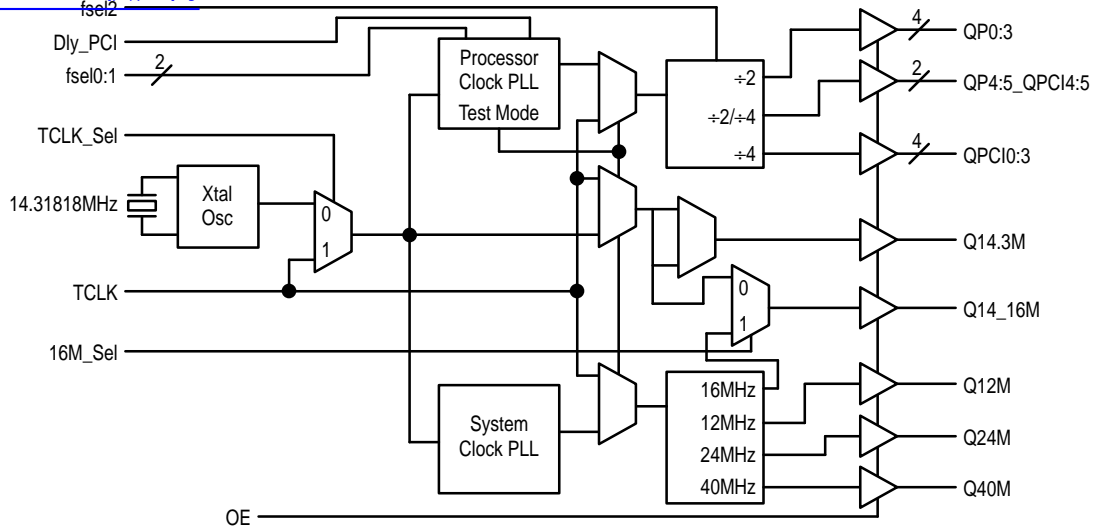 fsel2
Dly_PCI
fsel0:1
2
TCLK_Sel
14.31818MHz
Xtal
Osc
0
1
TCLK
16M_Sel
OE
Processor
Clock PLL
Test Mode
System
Clock PLL
÷2
÷2/÷4
÷4
0
1
16MHz
12MHz
24MHz
40MHz
4
QP0:3
2
QP4:5_QPCI4:5
4
QPCI0:3
Q14.3M
Q14_16M
Q12M
Q24M
Q40M